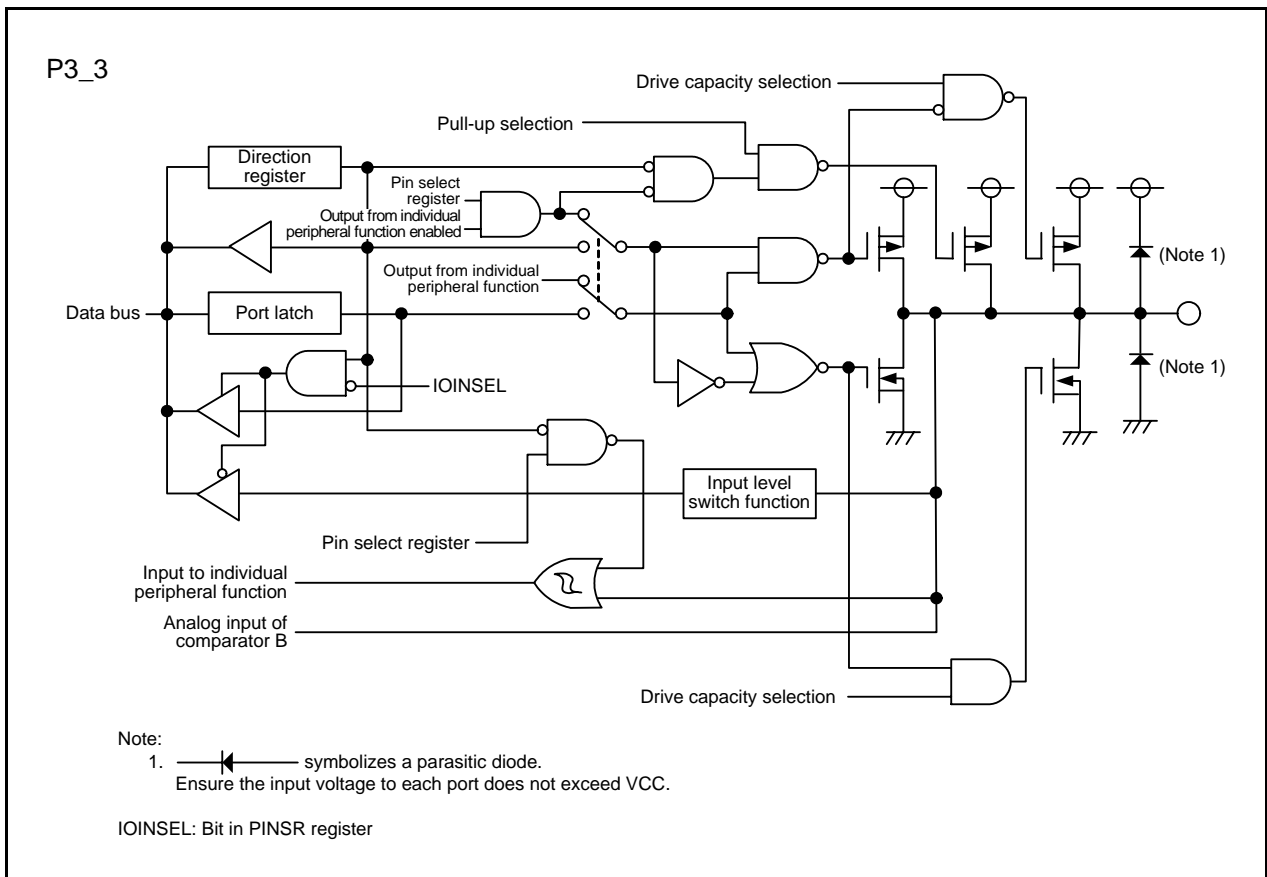 P3_3
Drive capacity selection
Pull-up selection
Direction
register
Pin select
register
Output from individual
peripheral function enabled
(Note 1)
Output from individual
peripheral function
Data bus
Port latch
(Note 1)
IOINSEL
Input level
switch function
Pin select register
Input to individual
peripheral function
Analog input of
comparator B
Drive capacity selection
Note:
1. symbolizes a parasitic diode.
Ensure the input voltage to each port does not exceed VCC.
IOINSEL: Bit in PINSR register